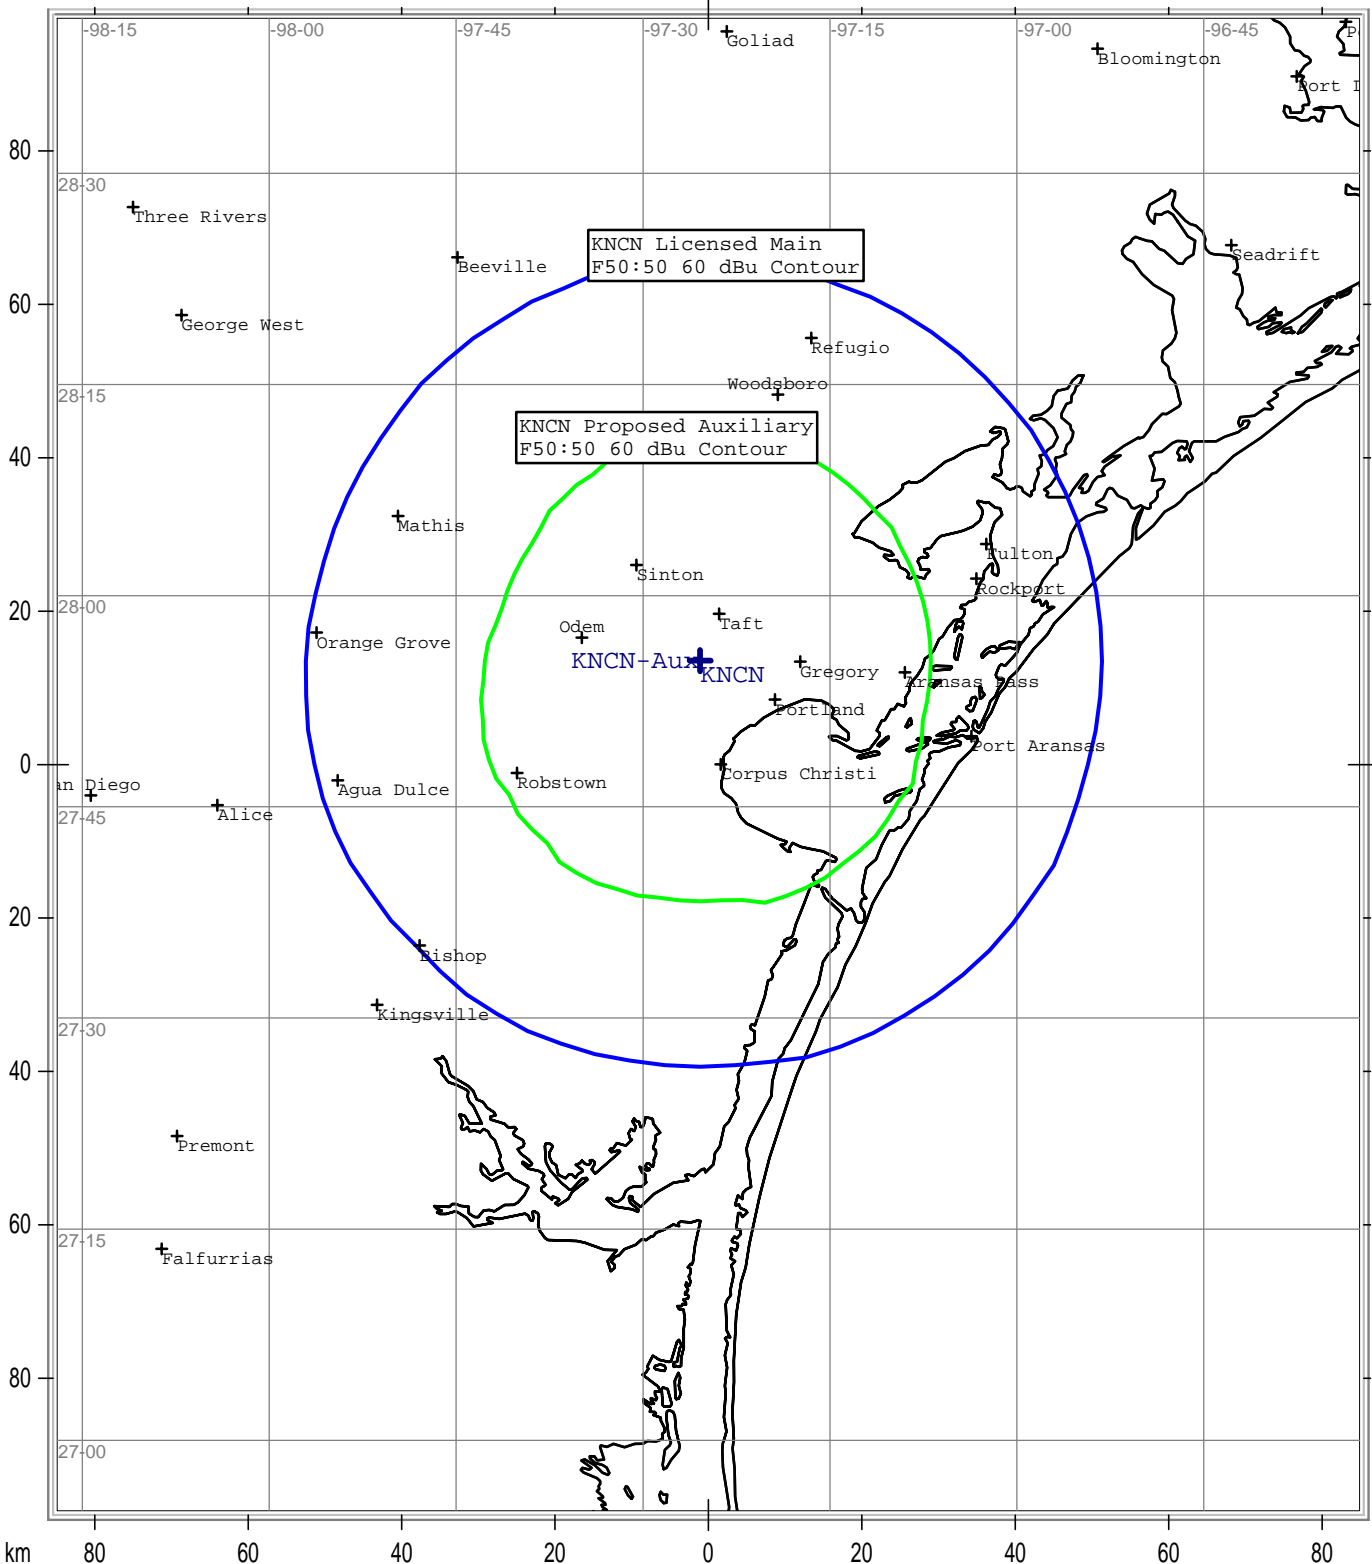 -98-15 -98-00 -97-45 -97-30 -97-15 -97-00 -96-45
Goliad
Bloomington
Port
80
28-30
Three Rivers
KNCN Licensed Main
F50:50 60 dBu Contour
Seadrift
Beeville
60
George West
Refugio
Woodsboro
28-15
KNCN Proposed Auxiliary
F50:50 60 dBu Contour
40
Mathis
Fulton
Sinton
Rockport
20
28-00
Taft
Odem
Orange Grove
KNCN-Aux
KNCN
Gregory
Aransas Pass
Portland
Port Aransas
0
Corpus Christi
an Diego
Agua Dulce
Robstown
Alice
27-45
20
Bishop
Kingsville
27-30
40
Premont
60
27-15
Falfurrias
80
27-00
km 80 60 40 20 0 20 40 60 80